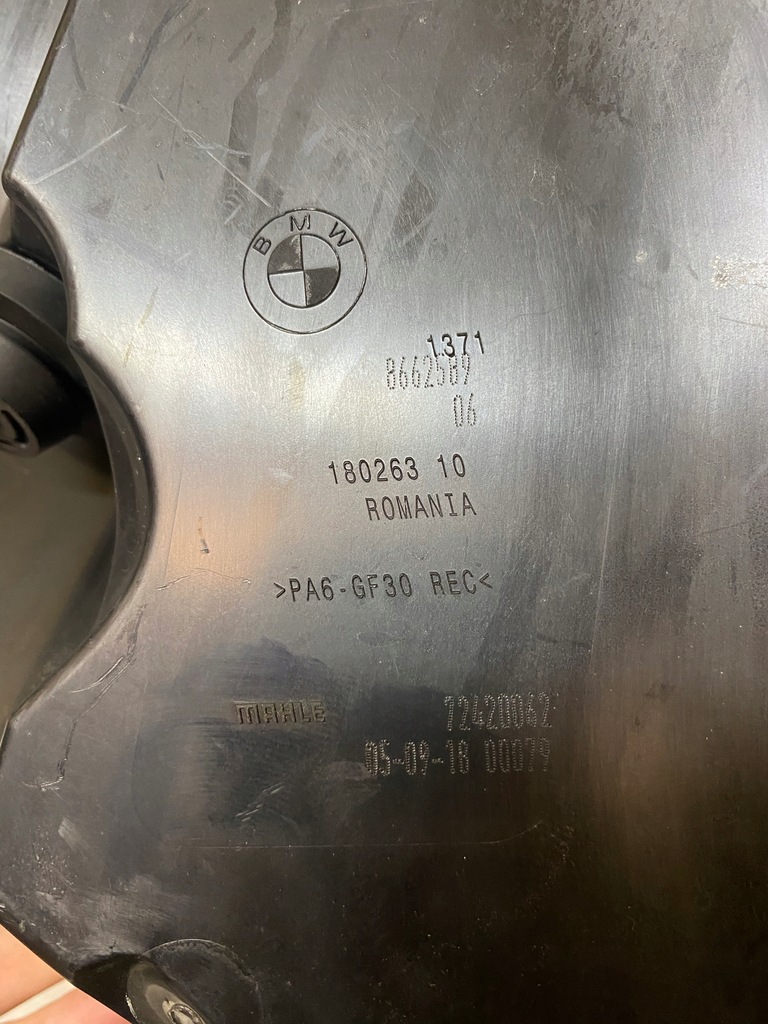 BMW
1371
8662589
06
180263 10
ROMANIA
>PA6-GF30 REC<
MAHLE
72420062
05-09-18 00079